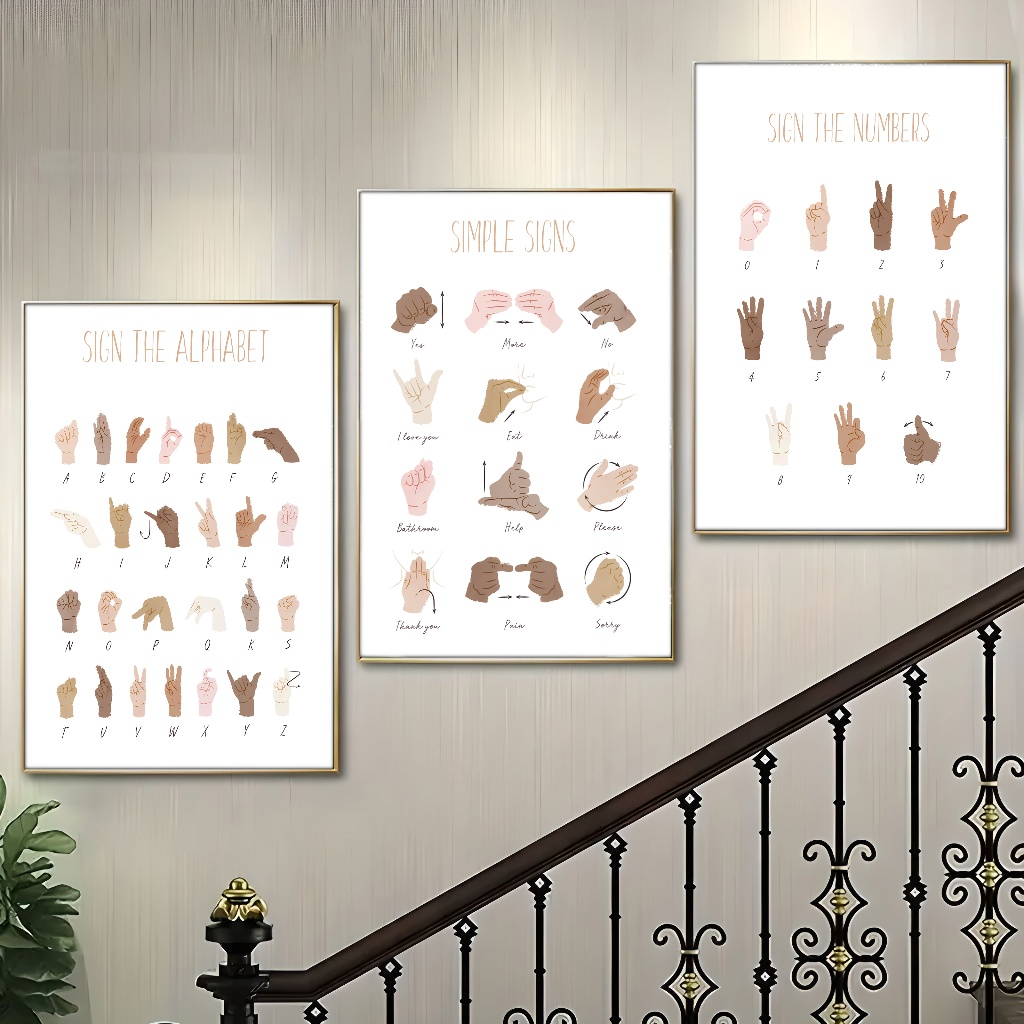 SIGN THE ALPHABET
A B C D E F G
H I J K L M
N O P Q R S
T U V W X Y Z
SIMPLE SIGNS
Yes More No
I love you Eat Drink
Bathroom Help Please
Thank you Pain Sorry
SIGN THE NUMBERS
0 1 2 3
4 5 6 7
8 9 10